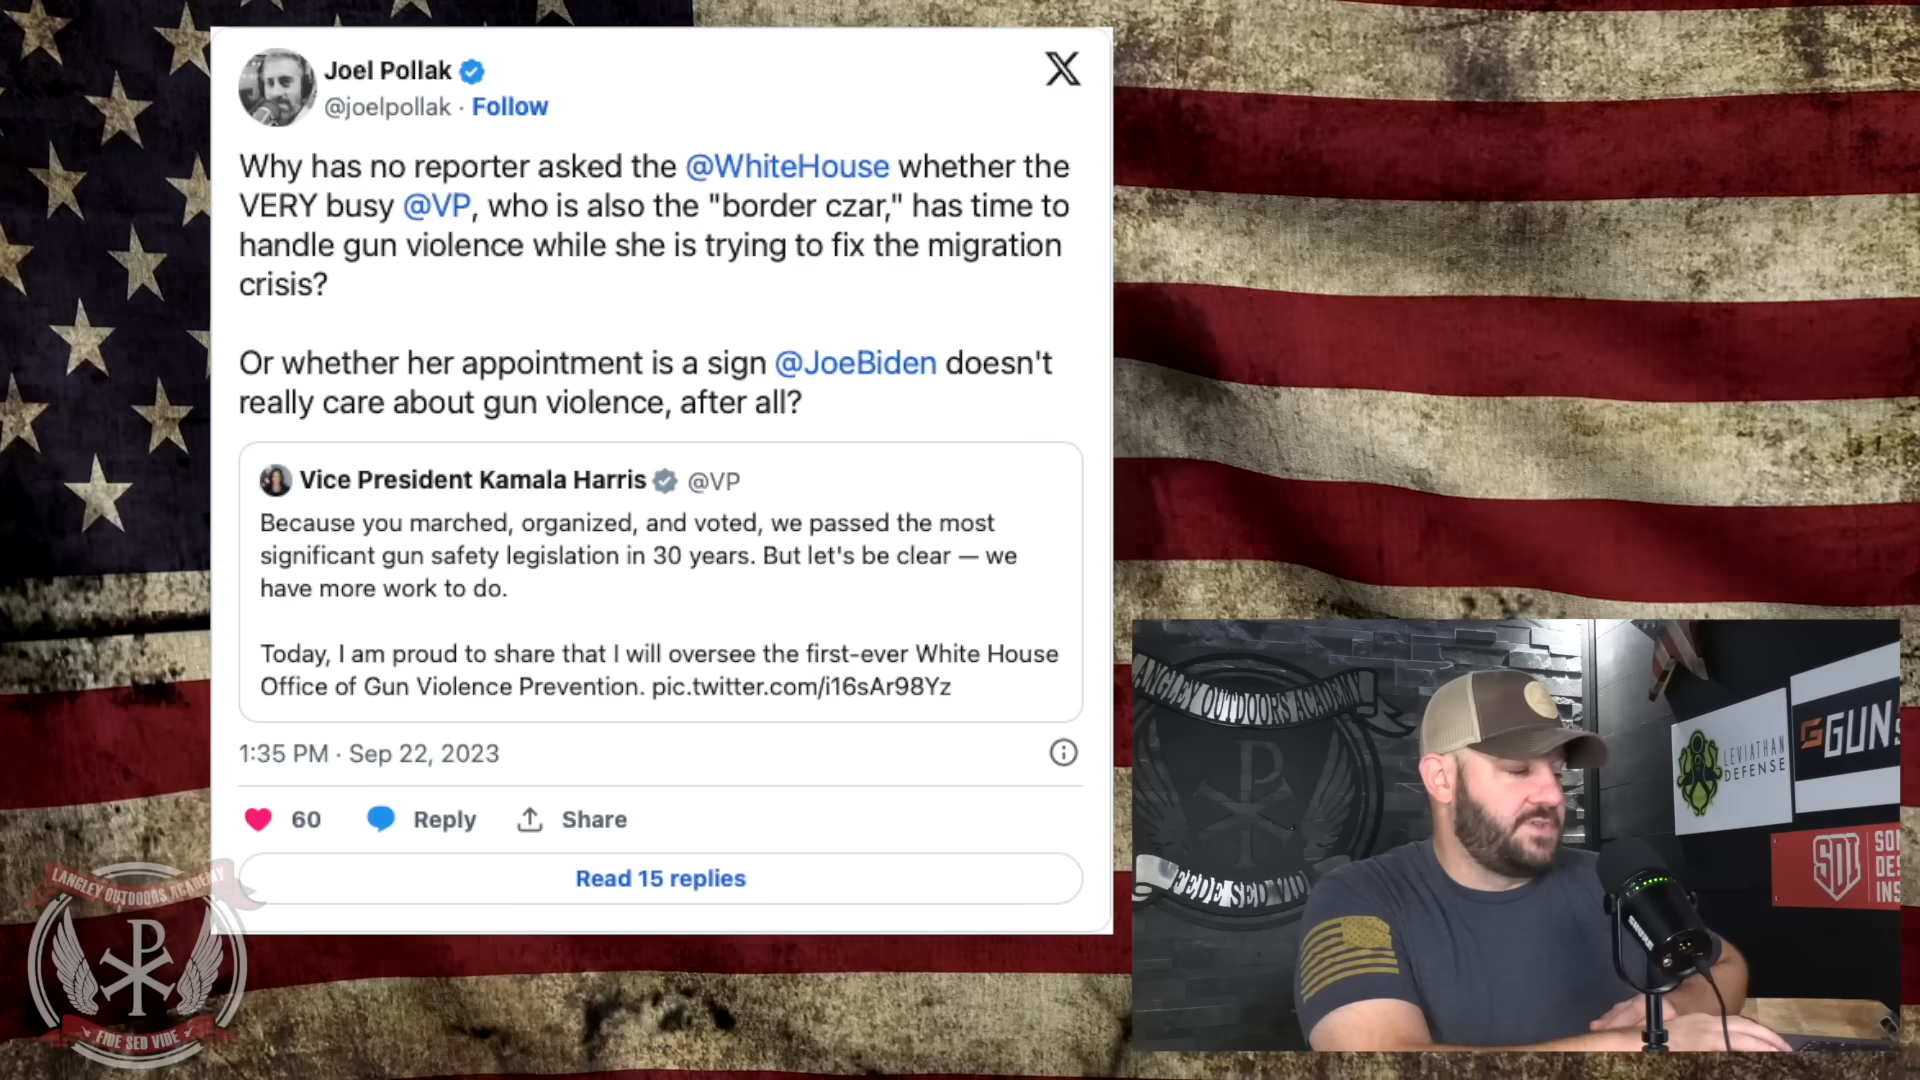 Joel Pollak
@joelpollak · Follow
Why has no reporter asked the @WhiteHouse whether the
VERY busy @VP, who is also the "border czar," has time to
handle gun violence while she is trying to fix the migration
crisis?
Or whether her appointment is a sign @JoeBiden doesn't
really care about gun violence, after all?
Vice President Kamala Harris @VP
Because you marched, organized, and voted, we passed the most
significant gun safety legislation in 30 years. But let's be clear — we
have more work to do.
Today, I am proud to share that I will oversee the first-ever White House
Office of Gun Violence Prevention. pic.twitter.com/i16sAr98Yz
1:35 PM · Sep 22, 2023
60 Reply Share
Read 15 replies
LANGLEY OUTDOORS ACADEMY
FIDE SED VIDE
LANGLEY OUTDOORS ACADEMY
LEVIATHAN
DEFENSE
GUNS
SDI
SHURE